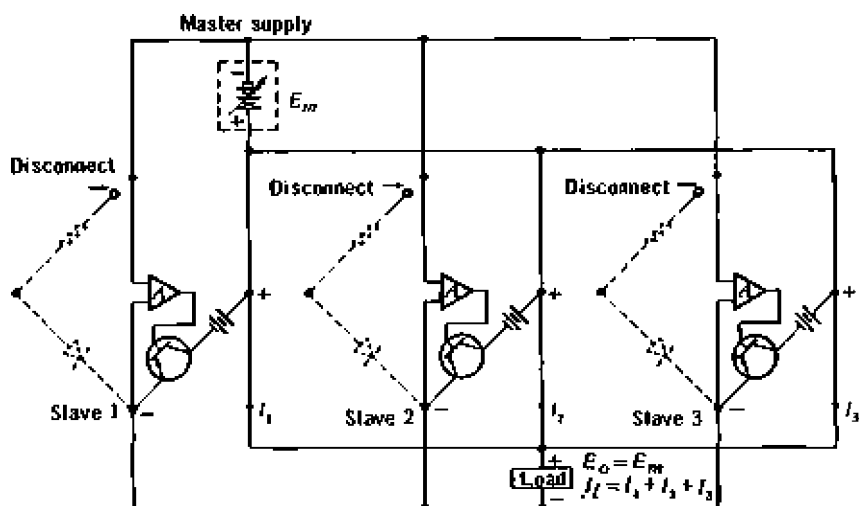 Master supply
−
+
E_m
Disconnect →
Disconnect →
Disconnect →
A
A
A
+
+
+
Slave 1 −
I_1
Slave 2 −
I_2
Slave 3 −
I_3
+
Load
−
E_o = E_m
I_ℓ = I_1 + I_2 + I_3